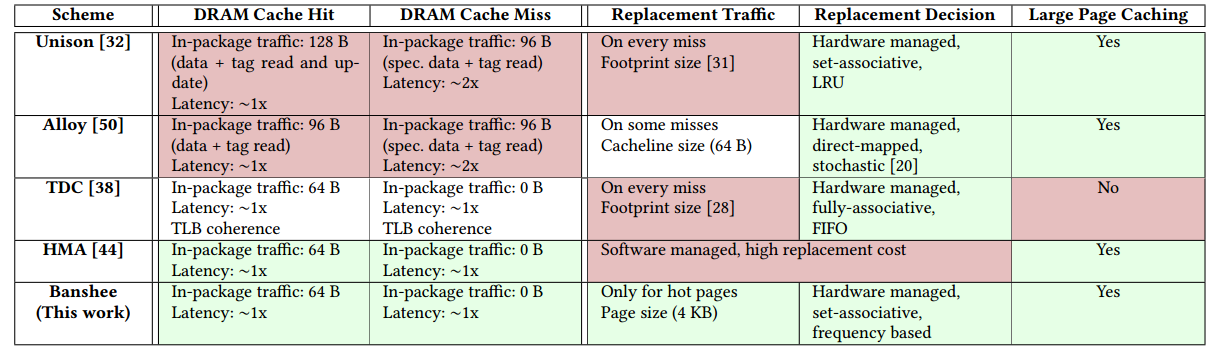 Scheme DRAM Cache Hit DRAM Cache Miss Replacement Traffic Replacement Decision Large Page Caching
Unison [32]
In-package traffic: 128 B
(data + tag read and up-
date)
Latency: ~1x
In-package traffic: 96 B
(spec. data + tag read)
Latency: ~2x
On every miss
Footprint size [31]
Hardware managed,
set-associative,
LRU
Yes
Alloy [50]
In-package traffic: 96 B
(data + tag read)
Latency: ~1x
In-package traffic: 96 B
(spec. data + tag read)
Latency: ~2x
On some misses
Cacheline size (64 B)
Hardware managed,
direct-mapped,
stochastic [20]
Yes
TDC [38]
In-package traffic: 64 B
Latency: ~1x
TLB coherence
In-package traffic: 0 B
Latency: ~1x
TLB coherence
On every miss
Footprint size [28]
Hardware managed,
fully-associative,
FIFO
No
HMA [44]
In-package traffic: 64 B
Latency: ~1x
In-package traffic: 0 B
Latency: ~1x
Software managed, high replacement cost
Yes
Banshee
(This work)
In-package traffic: 64 B
Latency: ~1x
In-package traffic: 0 B
Latency: ~1x
Only for hot pages
Page size (4 KB)
Hardware managed,
set-associative,
frequency based
Yes